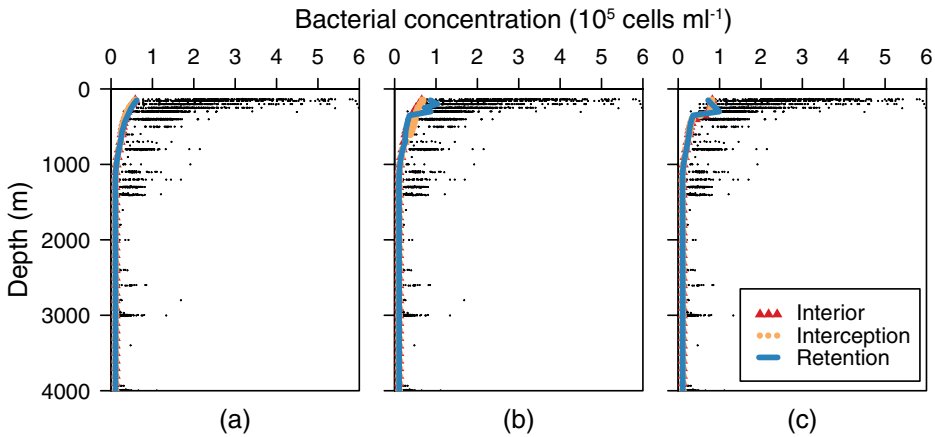 Bacterial concentration (10⁵ cells ml⁻¹)
0 1 2 3 4 5 6 0 1 2 3 4 5 6 0 1 2 3 4 5 6
0
1000
2000
3000
4000
Depth (m)
Interior
Interception
Retention
(a) (b) (c)